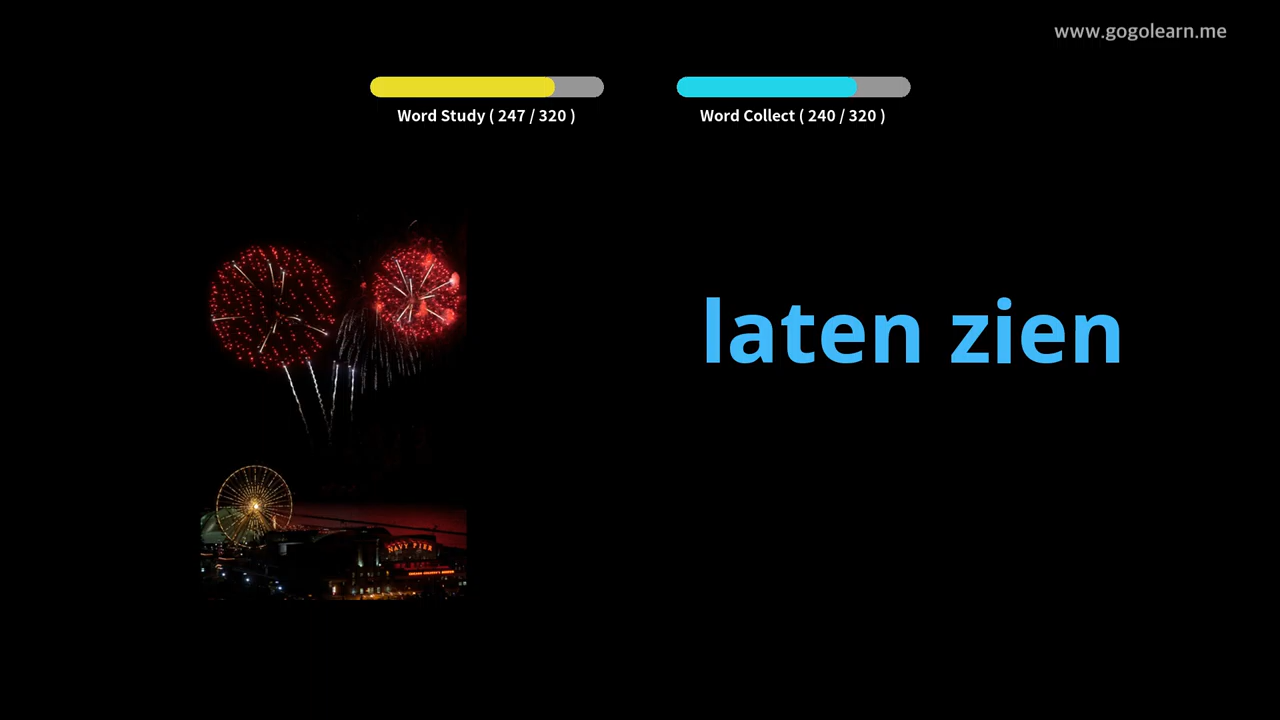 www.gogolearn.me
Word Study ( 247 / 320 )
Word Collect ( 240 / 320 )
laten zien
NAVY PIER